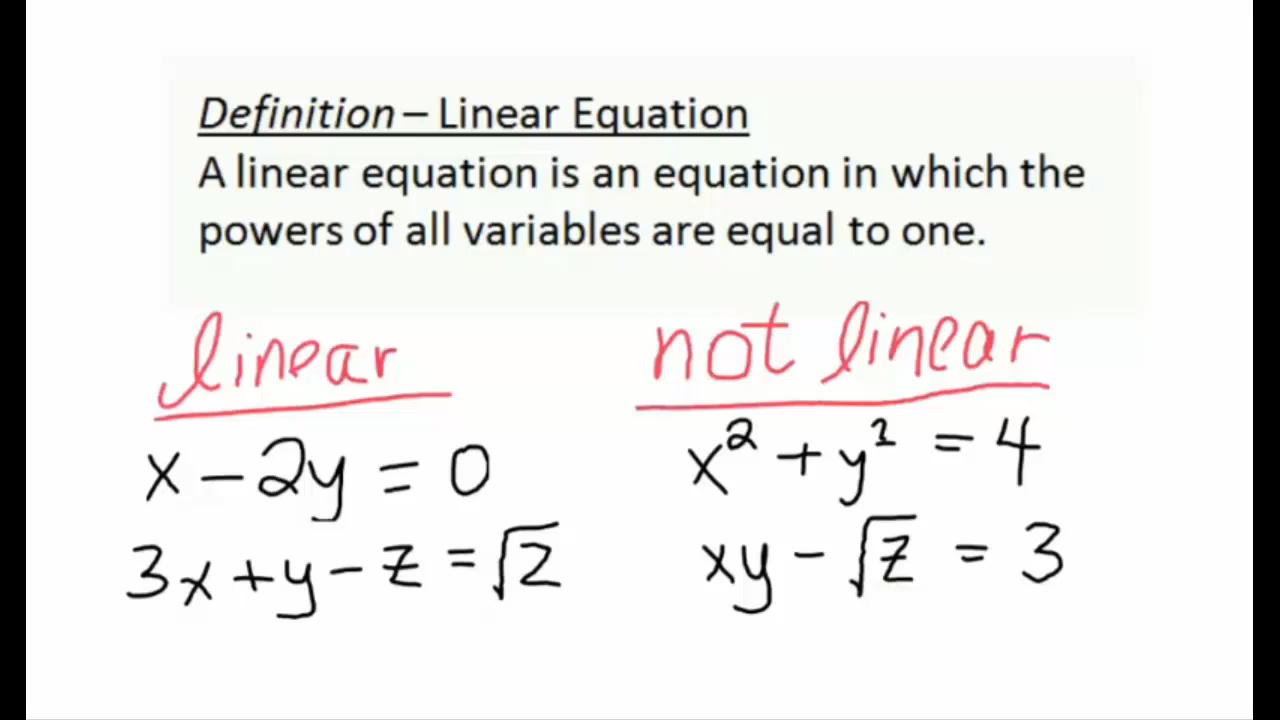 Definition – Linear Equation
A linear equation is an equation in which the
powers of all variables are equal to one.
linear
not linear
x - 2y = 0
x² + y² = 4
3x + y - z = √2
xy - √z = 3